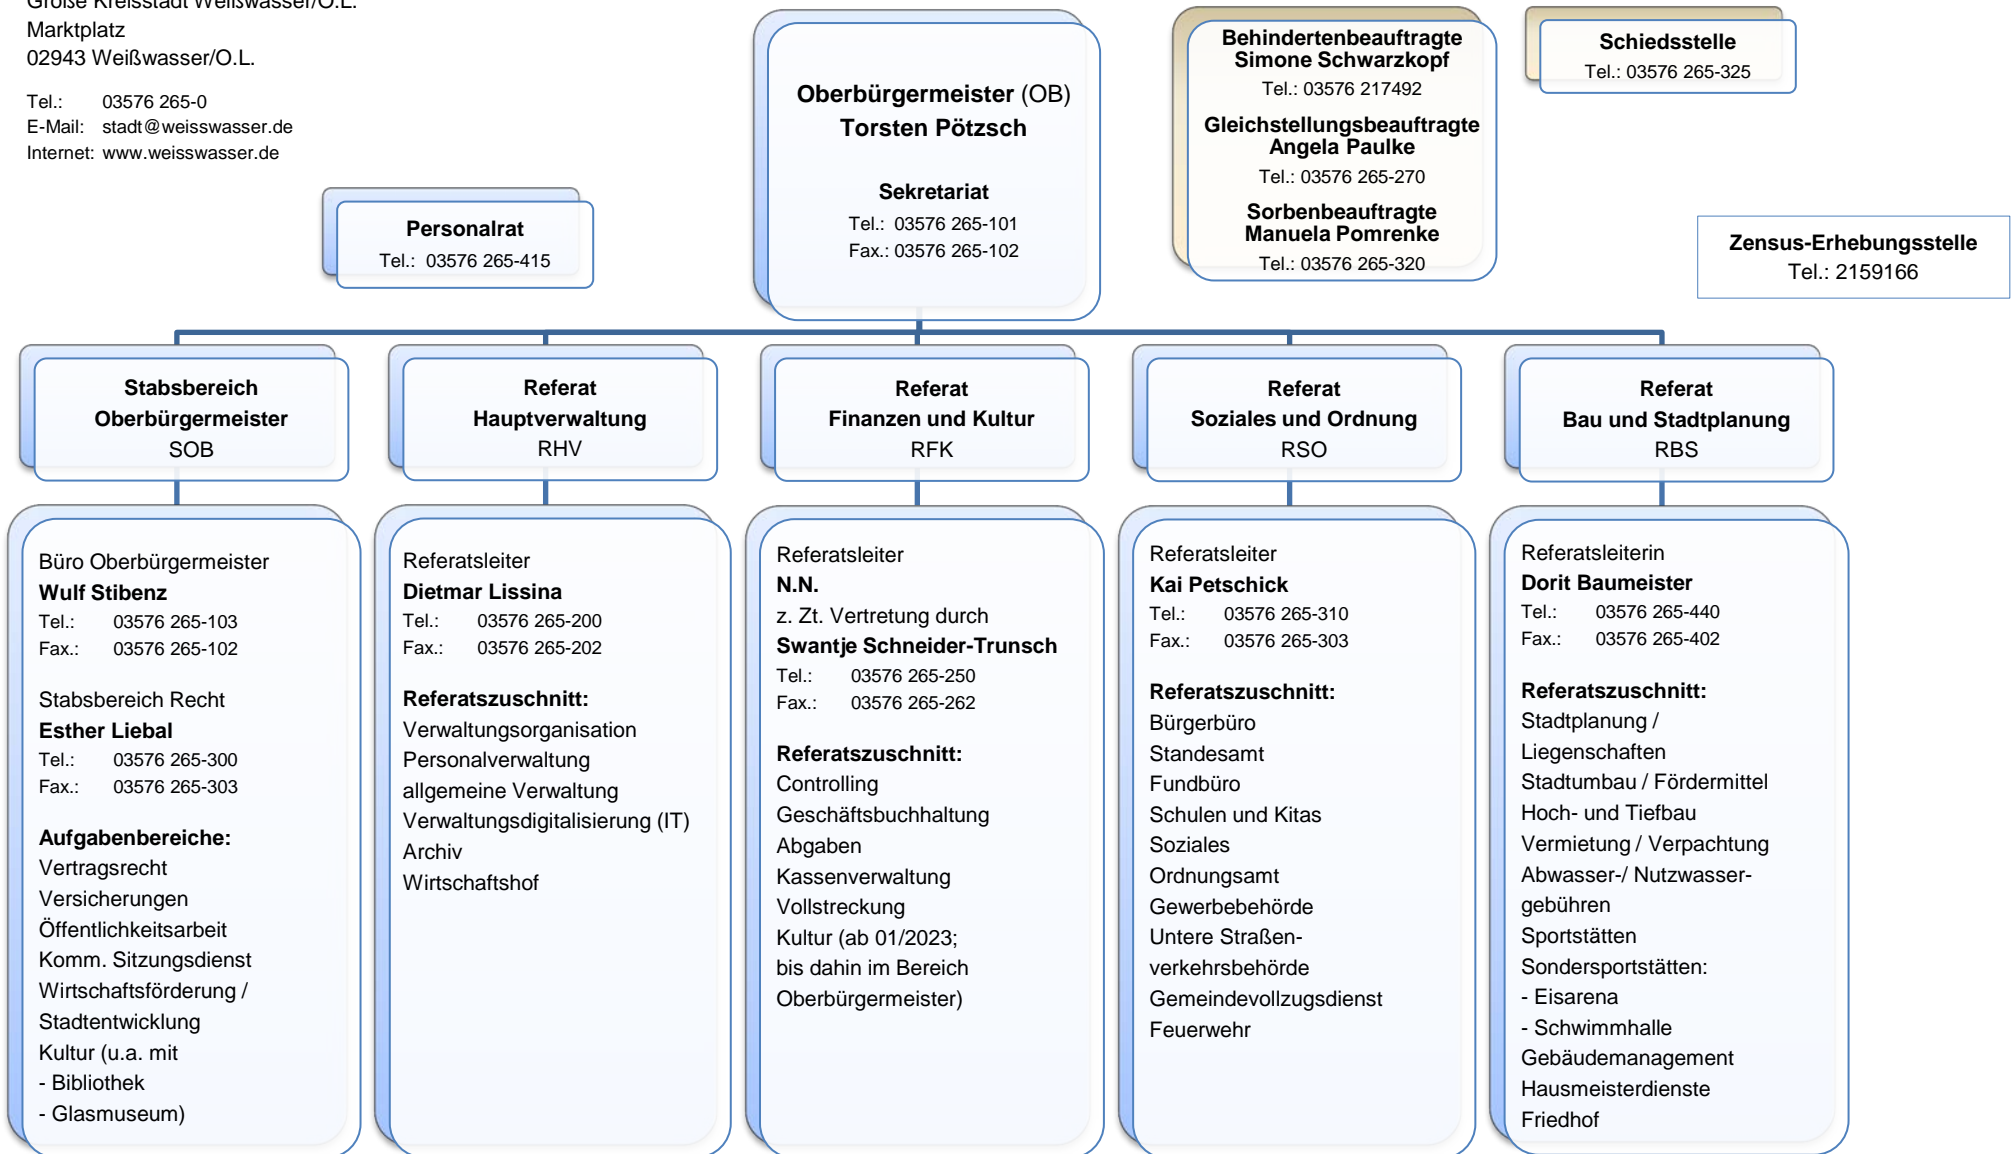 Große Kreisstadt Weißwasser/O.L.
Marktplatz
02943 Weißwasser/O.L.
Tel.: 03576 265-0
E-Mail: stadt@weisswasser.de
Internet: www.weisswasser.de
Personalrat
Tel.: 03576 265-415
Oberbürgermeister (OB)
Torsten Pötzsch
Sekretariat
Tel.: 03576 265-101
Fax.: 03576 265-102
Behindertenbeauftragte
Simone Schwarzkopf
Tel.: 03576 217492
Gleichstellungsbeauftragte
Angela Paulke
Tel.: 03576 265-270
Sorbenbeauftragte
Manuela Pomrenke
Tel.: 03576 265-320
Schiedsstelle
Tel.: 03576 265-325
Zensus-Erhebungsstelle
Tel.: 2159166
Stabsbereich
Oberbürgermeister
SOB
Referat
Hauptverwaltung
RHV
Referat
Finanzen und Kultur
RFK
Referat
Soziales und Ordnung
RSO
Referat
Bau und Stadtplanung
RBS
Büro Oberbürgermeister
Wulf Stibenz
Tel.: 03576 265-103
Fax.: 03576 265-102
Stabsbereich Recht
Esther Liebal
Tel.: 03576 265-300
Fax.: 03576 265-303
Aufgabenbereiche:
Vertragsrecht
Versicherungen
Öffentlichkeitsarbeit
Komm. Sitzungsdienst
Wirtschaftsförderung /
Stadtentwicklung
Kultur (u.a. mit
- Bibliothek
- Glasmuseum)
Referatsleiter
Dietmar Lissina
Tel.: 03576 265-200
Fax.: 03576 265-202
Referatszuschnitt:
Verwaltungsorganisation
Personalverwaltung
allgemeine Verwaltung
Verwaltungsdigitalisierung (IT)
Archiv
Wirtschaftshof
Referatsleiter
N.N.
z. Zt. Vertretung durch
Swantje Schneider-Trunsch
Tel.: 03576 265-250
Fax.: 03576 265-262
Referatszuschnitt:
Controlling
Geschäftsbuchhaltung
Abgaben
Kassenverwaltung
Vollstreckung
Kultur (ab 01/2023;
bis dahin im Bereich
Oberbürgermeister)
Referatsleiter
Kai Petschick
Tel.: 03576 265-310
Fax.: 03576 265-303
Referatszuschnitt:
Bürgerbüro
Standesamt
Fundbüro
Schulen und Kitas
Soziales
Ordnungsamt
Gewerbebehörde
Untere Straßen-
verkehrsbehörde
Gemeindevollzugsdienst
Feuerwehr
Referatsleiterin
Dorit Baumeister
Tel.: 03576 265-440
Fax.: 03576 265-402
Referatszuschnitt:
Stadtplanung /
Liegenschaften
Stadtumbau / Fördermittel
Hoch- und Tiefbau
Vermietung / Verpachtung
Abwasser-/ Nutzwasser-
gebühren
Sportstätten
Sondersportstätten:
- Eisarena
- Schwimmhalle
Gebäudemanagement
Hausmeisterdienste
Friedhof